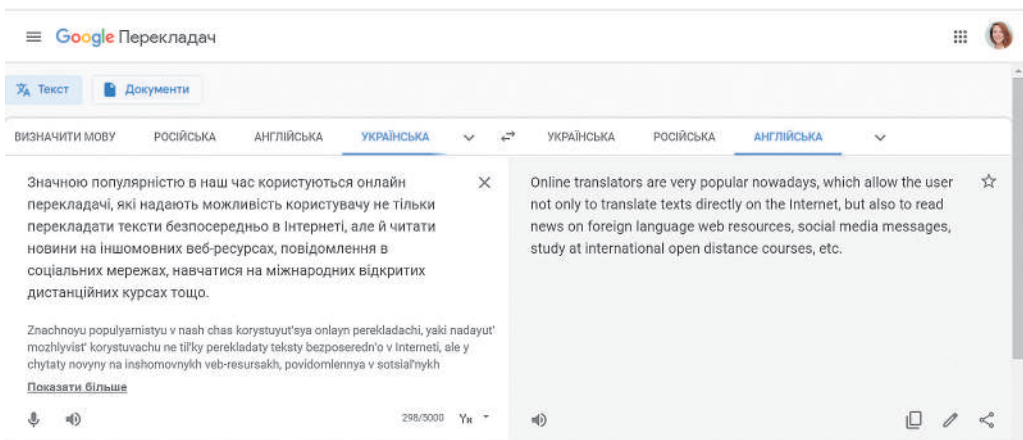 Google Перекладач
Текст
Документи
ВИЗНАЧИТИ МОВУ РОСІЙСЬКА АНГЛІЙСЬКА УКРАЇНСЬКА УКРАЇНСЬКА РОСІЙСЬКА АНГЛІЙСЬКА
Значною популярністю в наш час користуються онлайн
перекладачі, які надають можливість користувачу не тільки
перекладати тексти безпосередньо в Інтернеті, але й читати
новини на іншомовних веб-ресурсах, повідомлення в
соціальних мережах, навчатися на міжнародних відкритих
дистанційних курсах тощо.
Znachnoyu populyarnistyu v nash chas korystuyut'sya onlayn perekladachi, yaki nadayut'
mozhlyvist' korystuvachu ne til'ky perekladaty teksty bezposeredn'o v Interneti, ale y
chytaty novyny na inshomovnykh veb-resursakh, povidomlennya v sotsial'nykh
Показати більше
298/5000
Online translators are very popular nowadays, which allow the user
not only to translate texts directly on the Internet, but also to read
news on foreign language web resources, social media messages,
study at international open distance courses, etc.